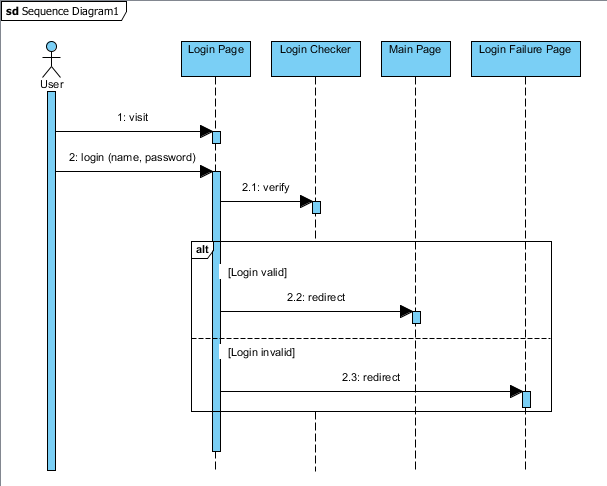 sd Sequence Diagram1
Login Page
Login Checker
Main Page
Login Failure Page
User
1: visit
2: login (name, password)
2.1: verify
alt
[Login valid]
2.2: redirect
[Login invalid]
2.3: redirect